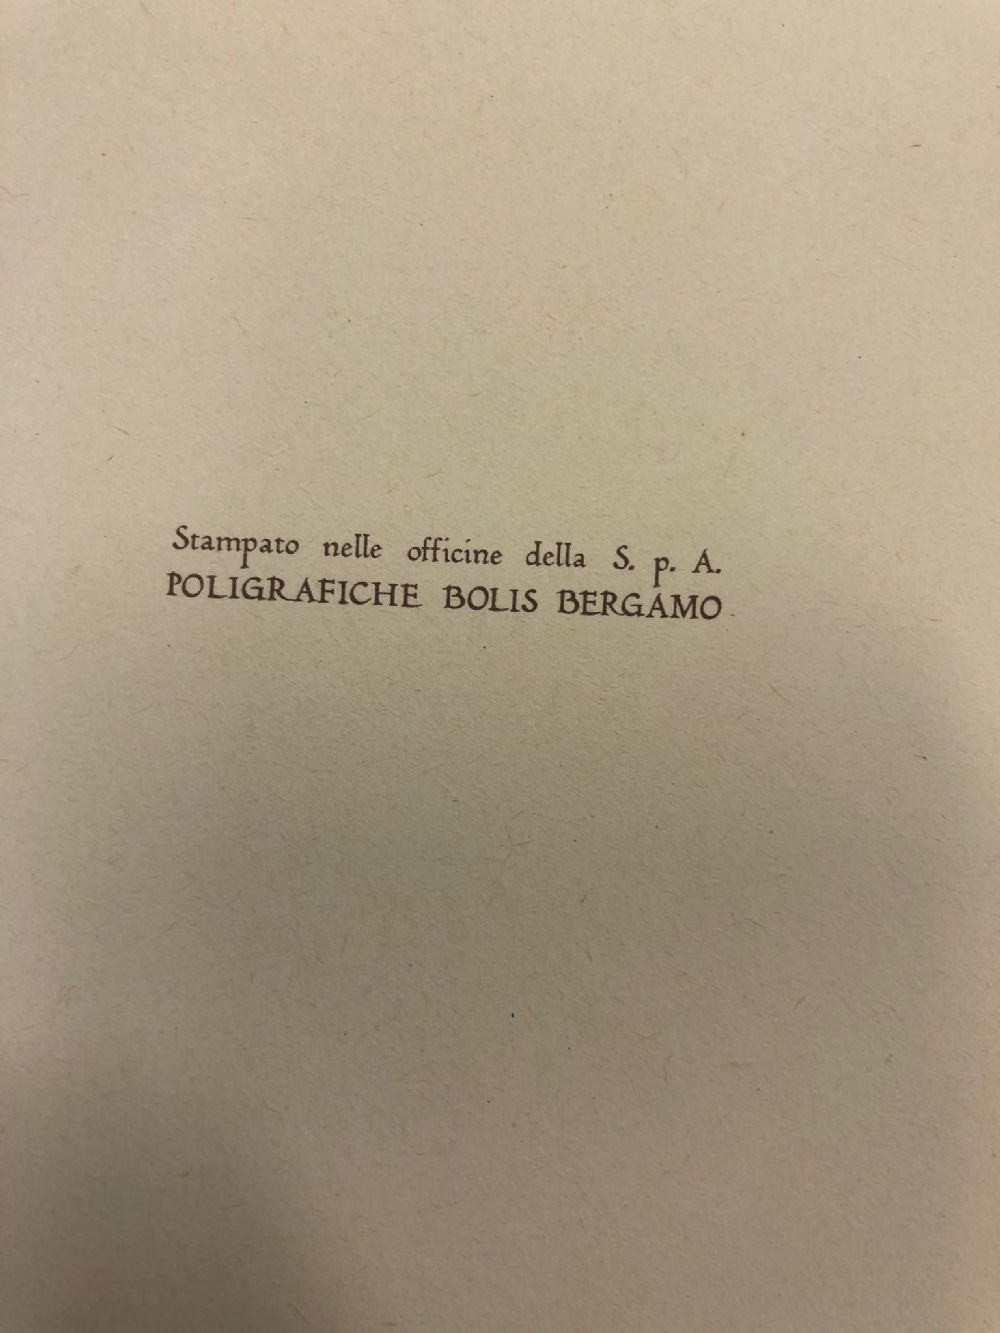 Stampato nelle officine della S. p. A.
POLIGRAFICHE BOLIS BERGAMO